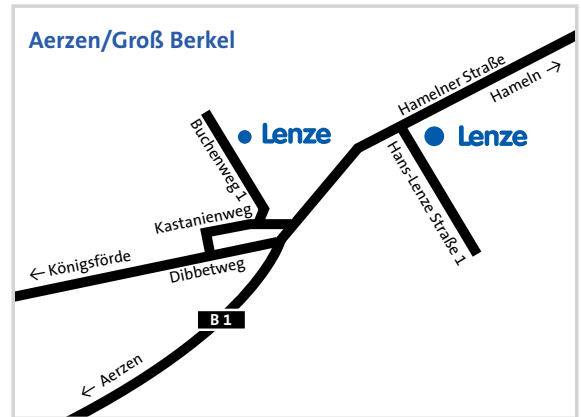 Aerzen/Groß Berkel
Hamelner Straße
Hameln →
Lenze
Lenze
Buchenweg 1
Hans-Lenze Straße 1
Kastanienweg
← Königsförde
Dibbetweg
B 1
← Aerzen